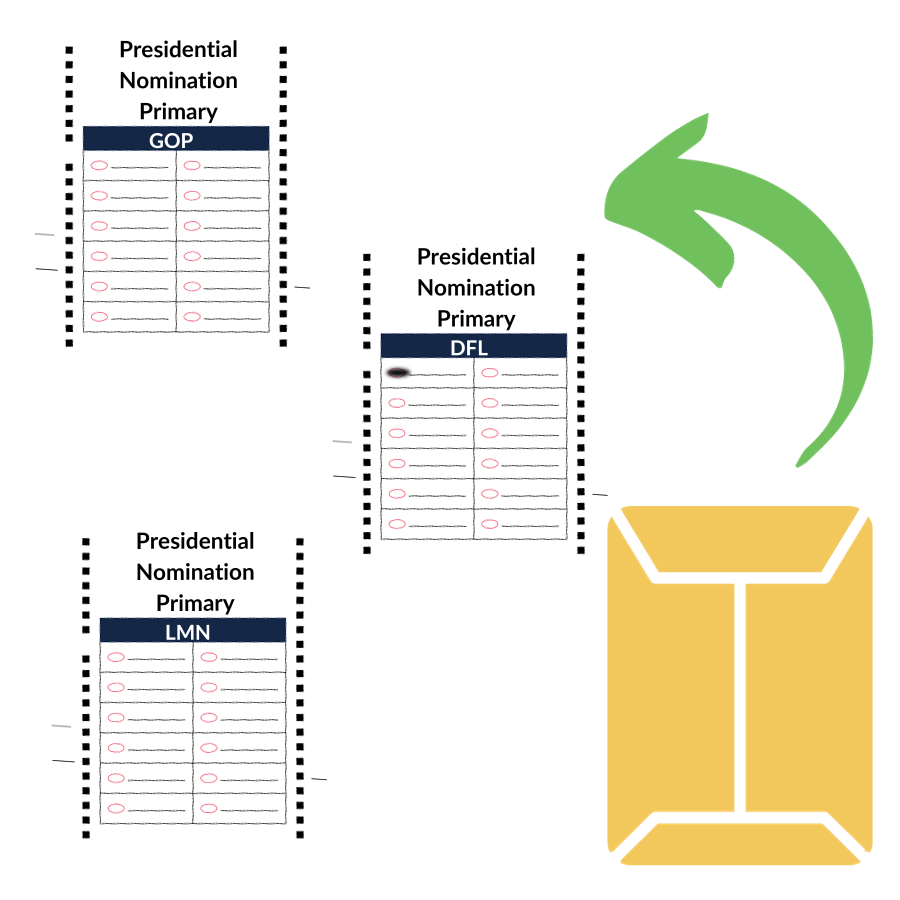 Presidential
Nomination
Primary
GOP
Presidential
Nomination
Primary
DFL
Presidential
Nomination
Primary
LMN